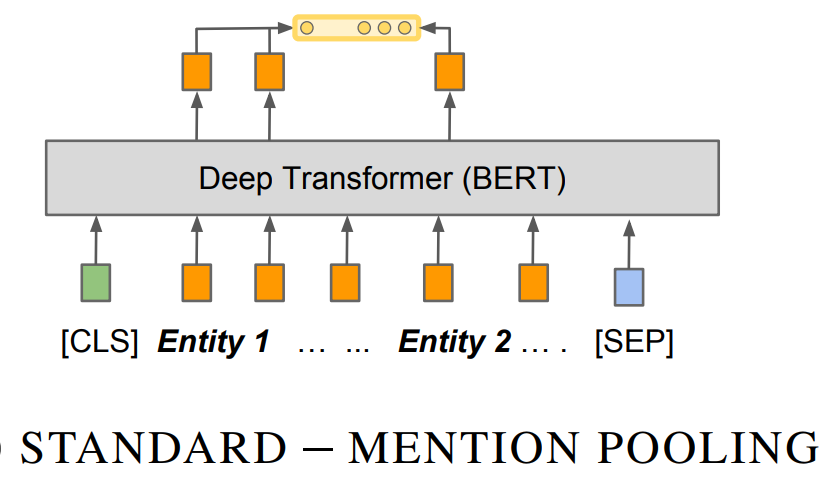 Deep Transformer (BERT)
[CLS] Entity 1 ... ... Entity 2 ... . [SEP]
) STANDARD – MENTION POOLING